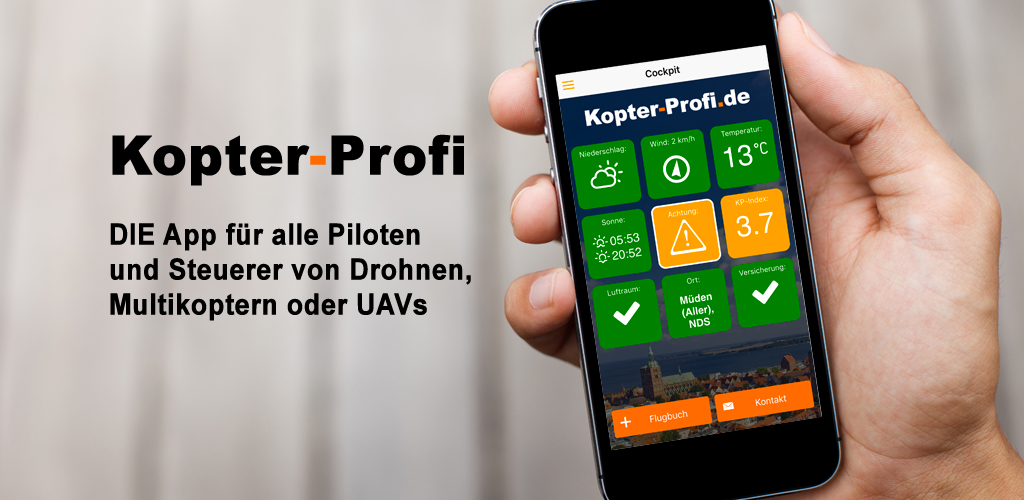 Kopter-Profi
DIE App für alle Piloten
und Steuerer von Drohnen,
Multikoptern oder UAVs
Cockpit
Kopter-Profi.de
Niederschlag:
Wind: 2 km/h
Temperatur:
13°C
Sonne:
05:53
20:52
Achtung:
KP-Index:
3.7
Luftraum:
Ort:
Müden
(Aller),
NDS
Versicherung:
Flugbuch
Kontakt